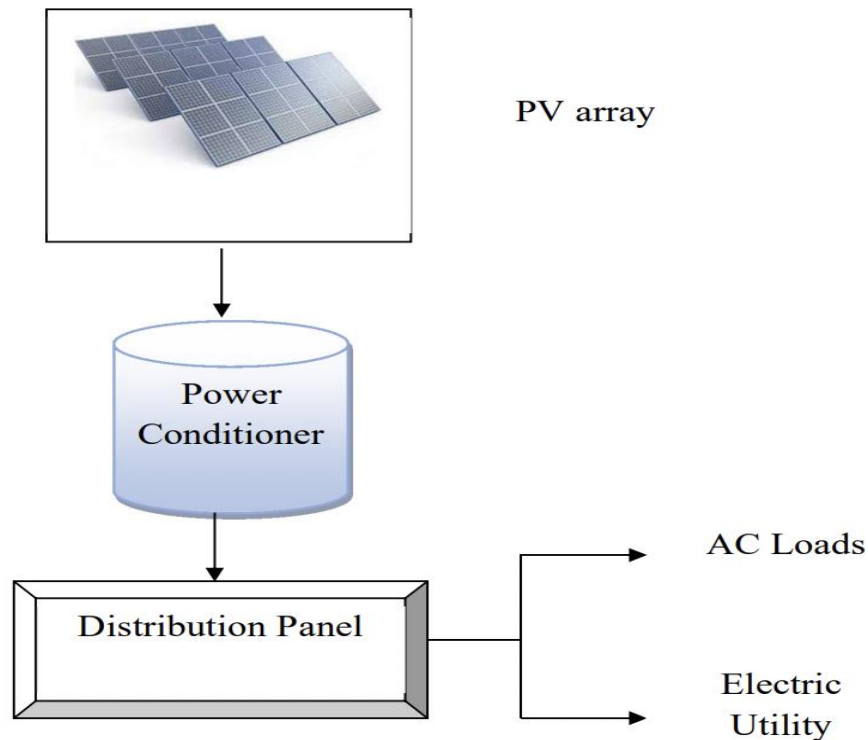 PV array
Power
Conditioner
Distribution Panel
AC Loads
Electric
Utility